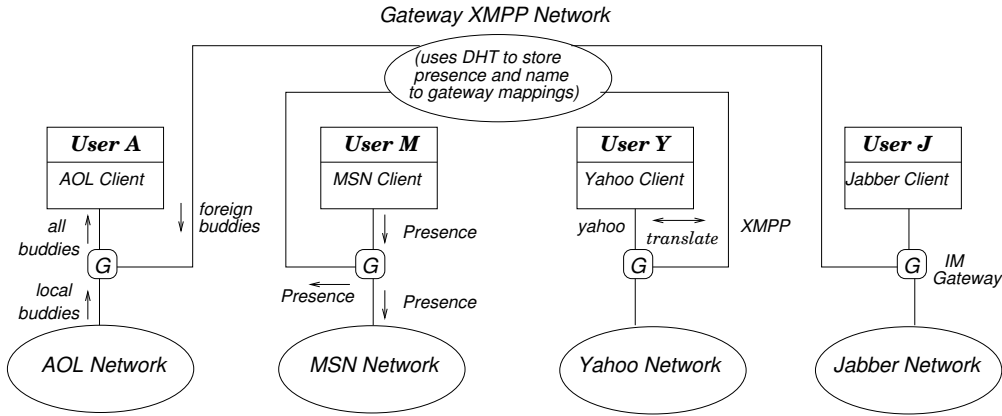 Gateway XMPP Network
(uses DHT to store
presence and name
to gateway mappings)
User A
AOL Client
User M
MSN Client
User Y
Yahoo Client
User J
Jabber Client
all
buddies
foreign
buddies
Presence
yahoo
translate
XMPP
G
G
G
G
IM
Gateway
local
buddies
Presence
Presence
AOL Network
MSN Network
Yahoo Network
Jabber Network